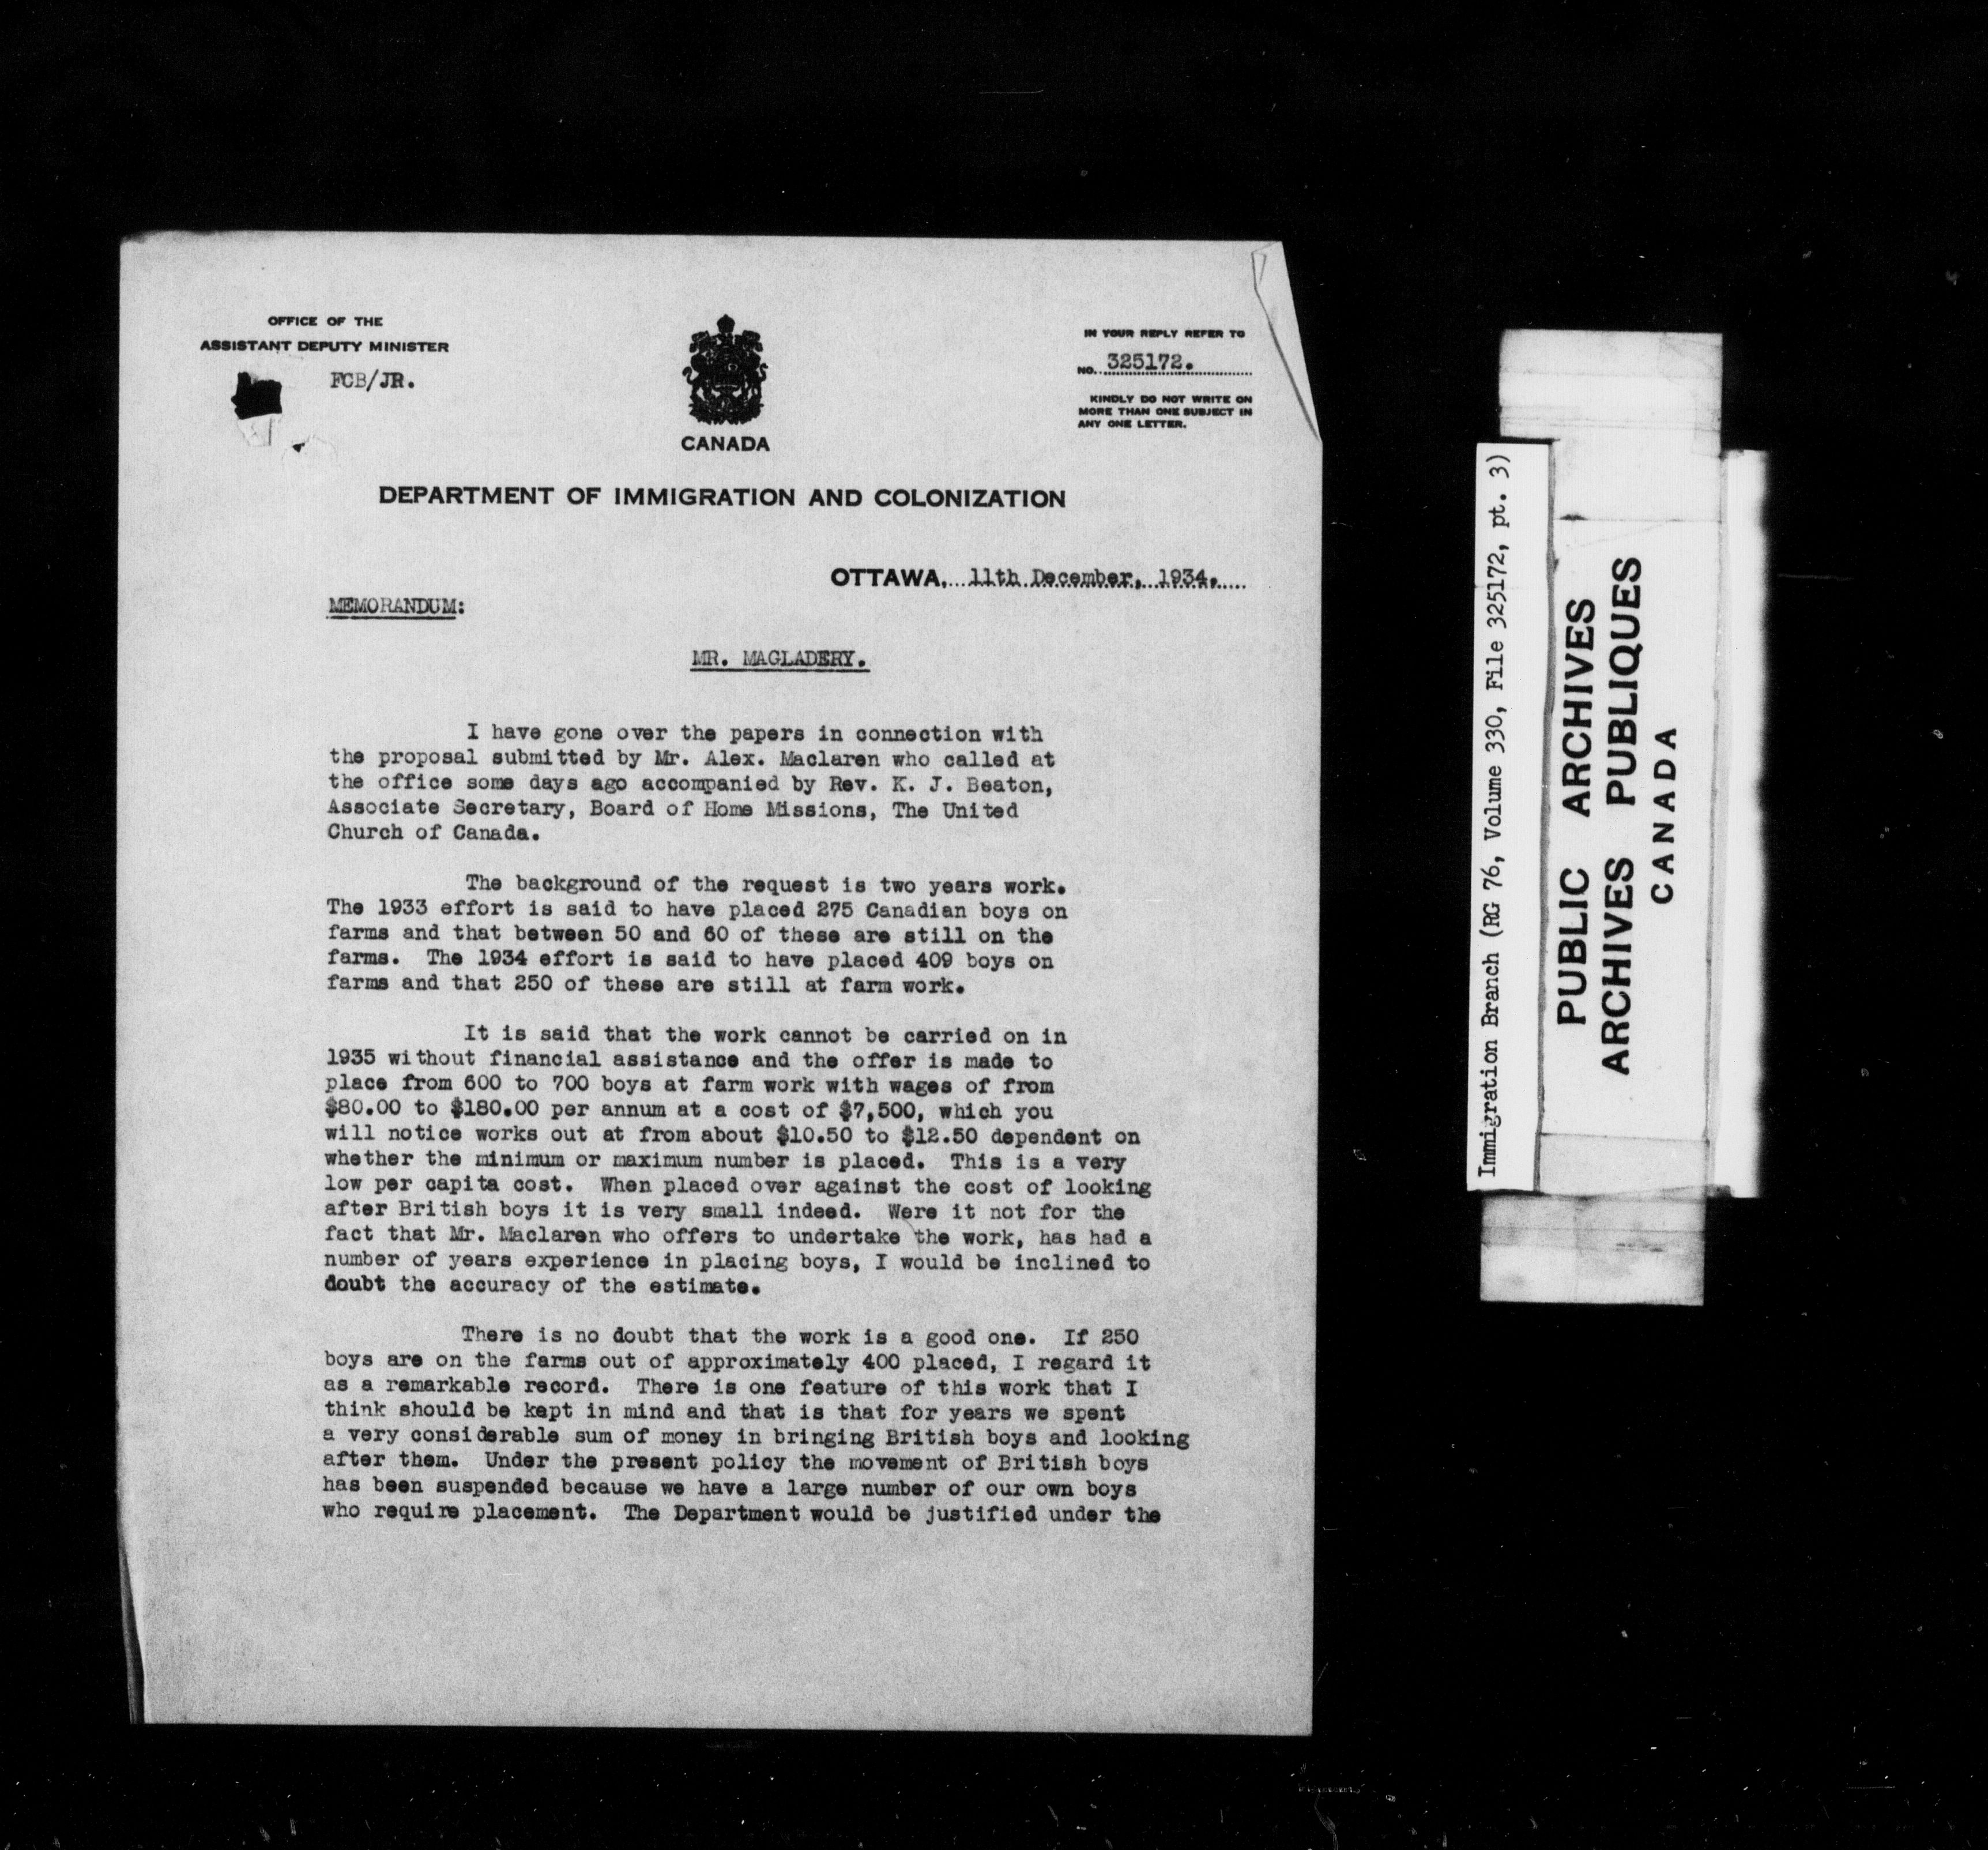 OFFICE OF THE
ASSISTANT DEPUTY MINISTER
FCB/JR.
CANADA
IN YOUR REPLY REFER TO
NO. 325172.
KINDLY DO NOT WRITE ON
MORE THAN ONE SUBJECT IN
ANY ONE LETTER.
DEPARTMENT OF IMMIGRATION AND COLONIZATION
OTTAWA, 11th December, 1934.
MEMORANDUM:
MR. MAGLADERY.
I have gone over the papers in connection with
the proposal submitted by Mr. Alex. Maclaren who called at
the office some days ago accompanied by Rev. K. J. Beaton,
Associate Secretary, Board of Home Missions, The United
Church of Canada.
The background of the request is two years work.
The 1933 effort is said to have placed 275 Canadian boys on
farms and that between 50 and 60 of these are still on the
farms. The 1934 effort is said to have placed 409 boys on
farms and that 250 of these are still at farm work.
It is said that the work cannot be carried on in
1935 without financial assistance and the offer is made to
place from 600 to 700 boys at farm work with wages of from
$80.00 to $180.00 per annum at a cost of $7,500, which you
will notice works out at from about $10.50 to $12.50 dependent on
whether the minimum or maximum number is placed. This is a very
low per capita cost. When placed over against the cost of looking
after British boys it is very small indeed. Were it not for the
fact that Mr. Maclaren who offers to undertake the work, has had a
number of years experience in placing boys, I would be inclined to
doubt the accuracy of the estimate.
There is no doubt that the work is a good one. If 250
boys are on the farms out of approximately 400 placed, I regard it
as a remarkable record. There is one feature of this work that I
think should be kept in mind and that is that for years we spent
a very considerable sum of money in bringing British boys and looking
after them. Under the present policy the movement of British boys
has been suspended because we have a large number of our own boys
who require placement. The Department would be justified under the
Immigration Branch (RG 76, Volume 330, File 325172, pt. 3)
PUBLIC ARCHIVES
ARCHIVES PUBLIQUES
CANADA